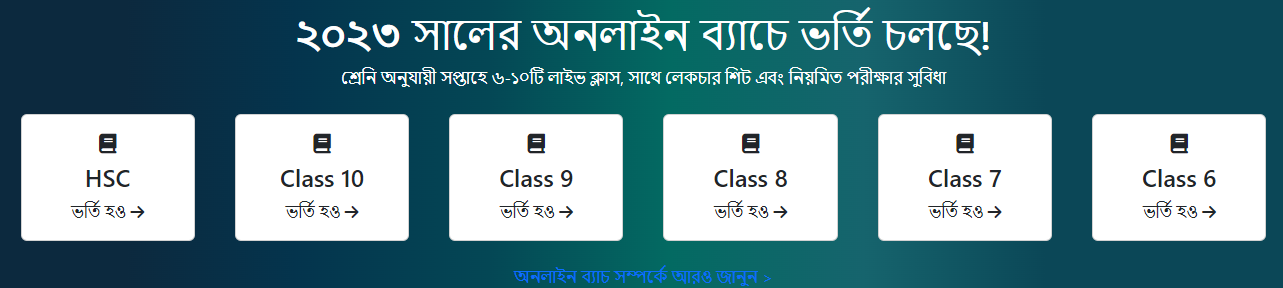 ২০২৩ সালের অনলাইন ব্যাচে ভর্তি চলছে!
শ্রেনি অনুযায়ী সপ্তাহে ৬-১০টি লাইভ ক্লাস, সাথে লেকচার শিট এবং নিয়মিত পরীক্ষার সুবিধা
HSC
ভর্তি হও →
Class 10
ভর্তি হও →
Class 9
ভর্তি হও →
Class 8
ভর্তি হও →
Class 7
ভর্তি হও →
Class 6
ভর্তি হও →
অনলাইন ব্যাচ সম্পর্কে আরও জানুন >